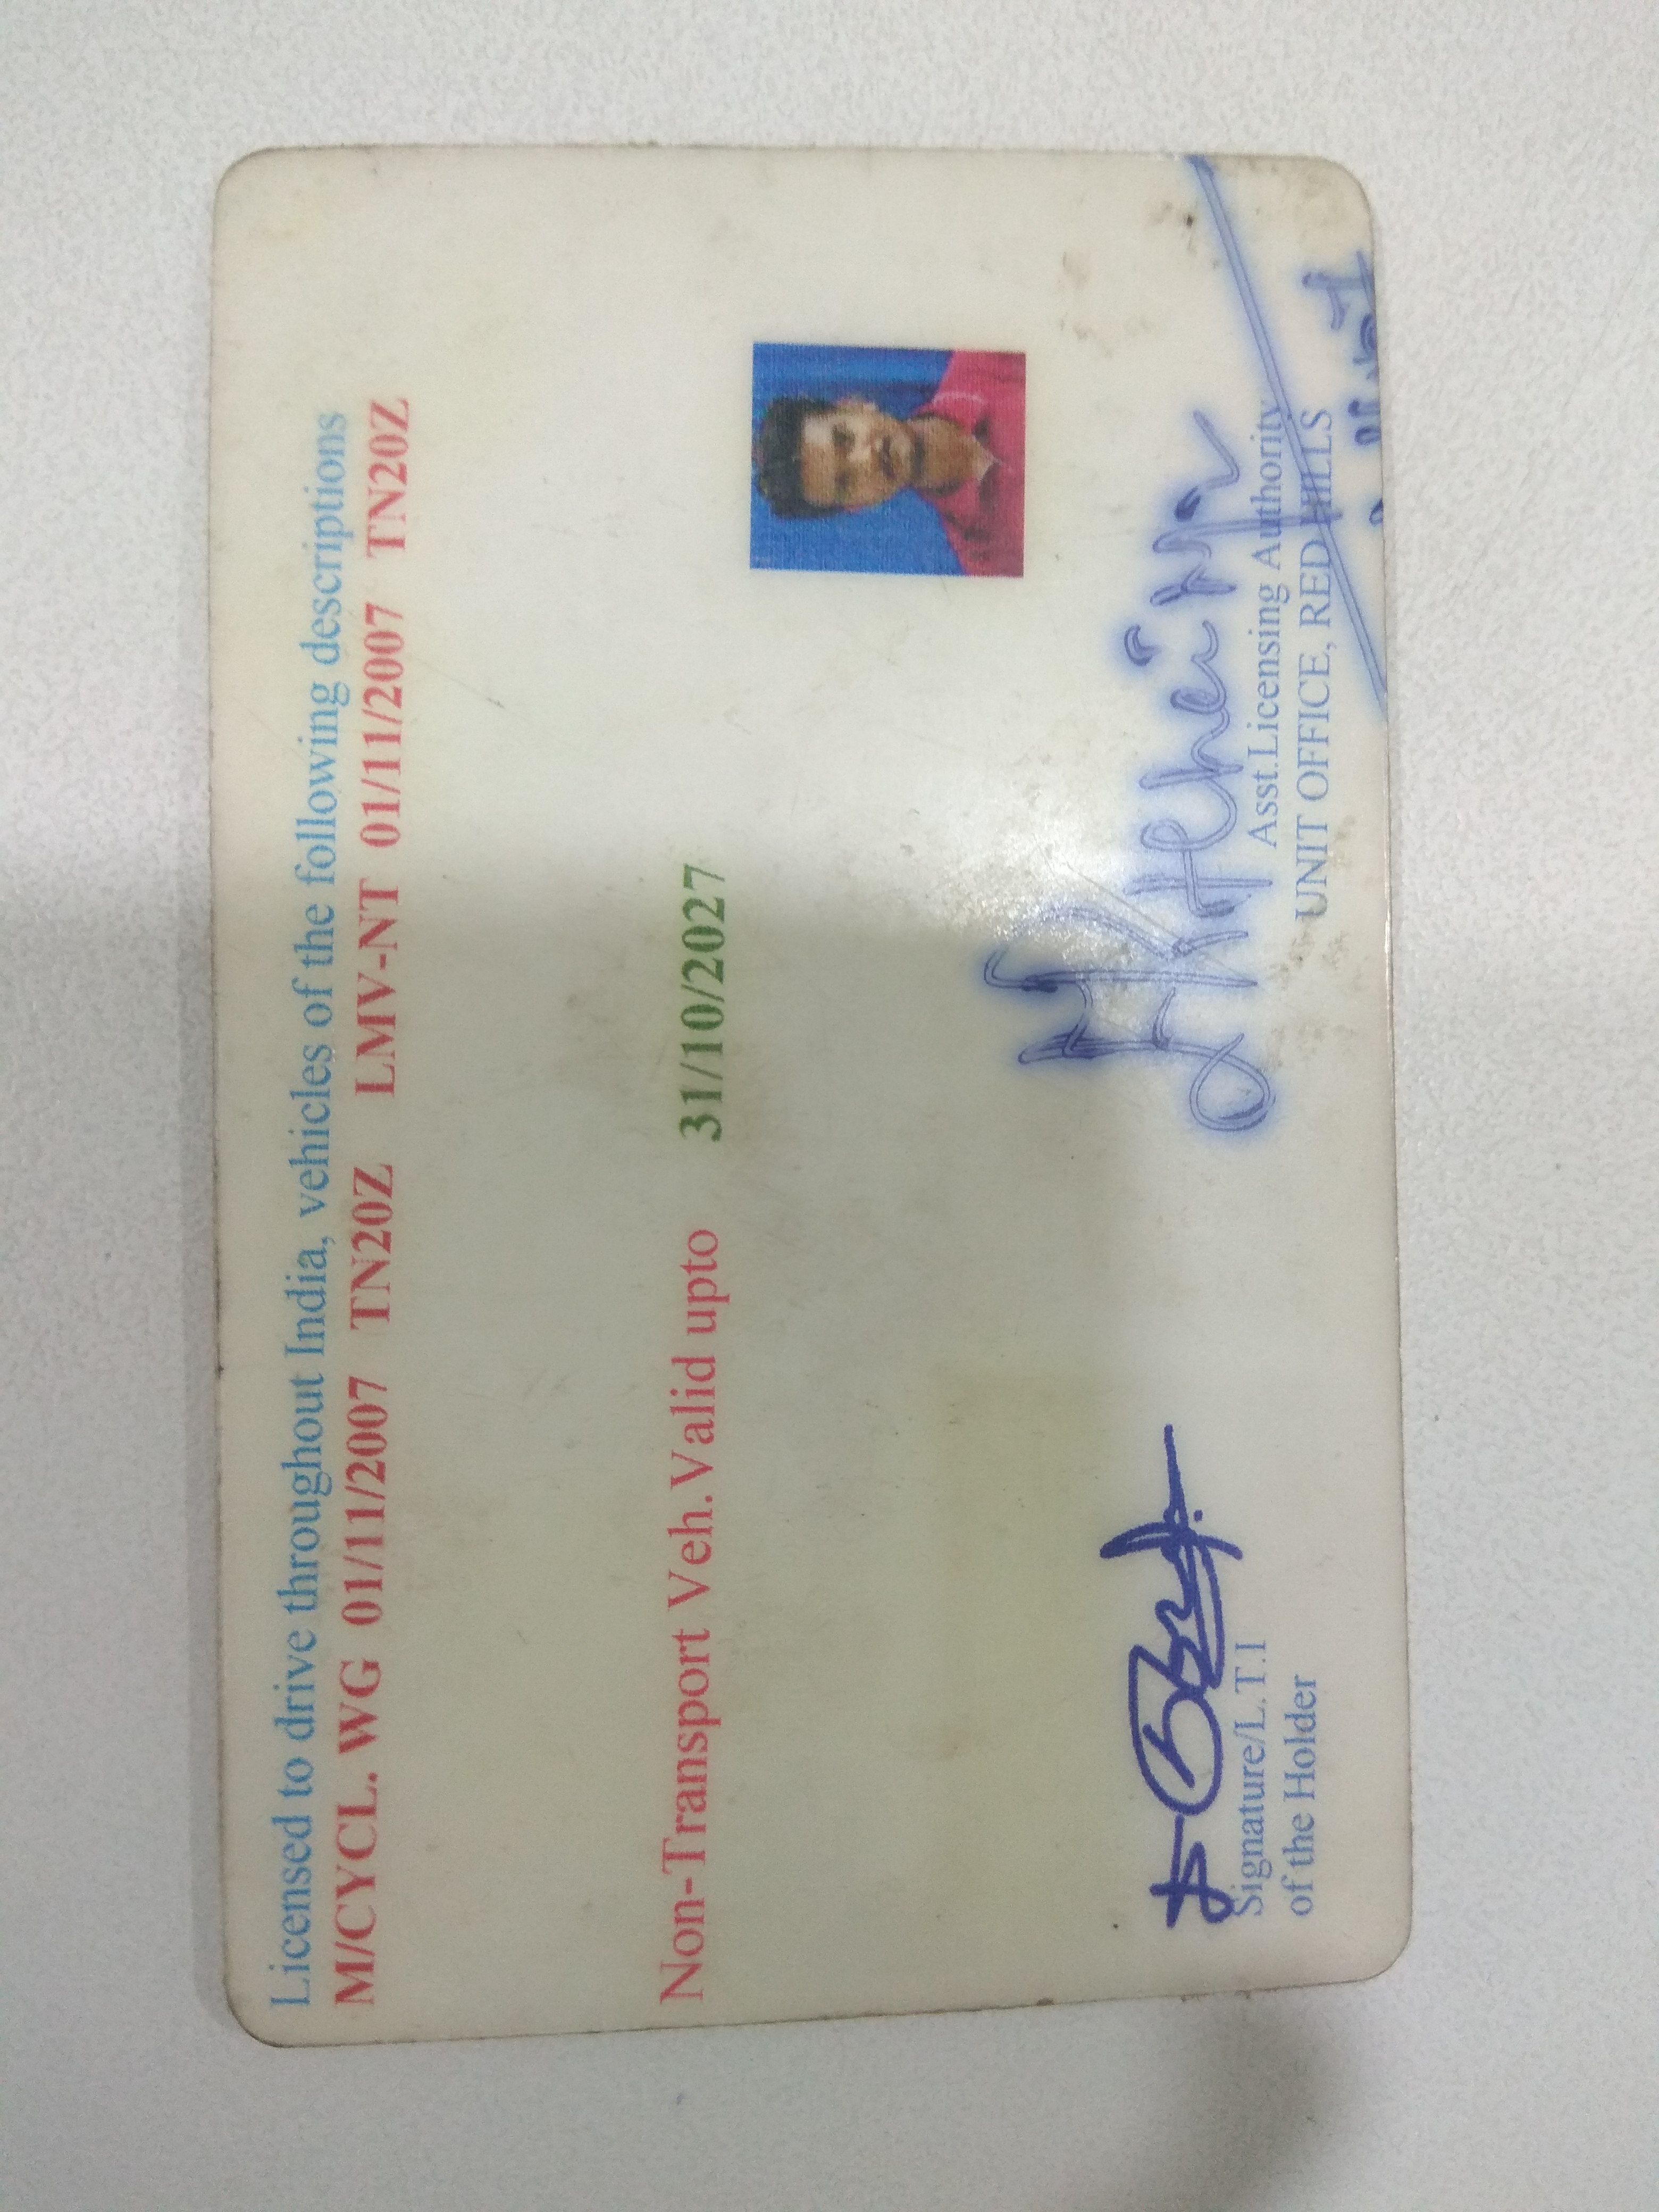 Licensed to drive throughout India, vehicles of the following descriptions
M/CYCL. WG 01/11/2007 TN20Z LMV-NT 01/11/2007 TN20Z
Non-Transport Veh.Valid upto 31/10/2027
Signature/L.T.I
of the Holder
Asst.Licensing Authority
UNIT OFFICE, RED HILLS